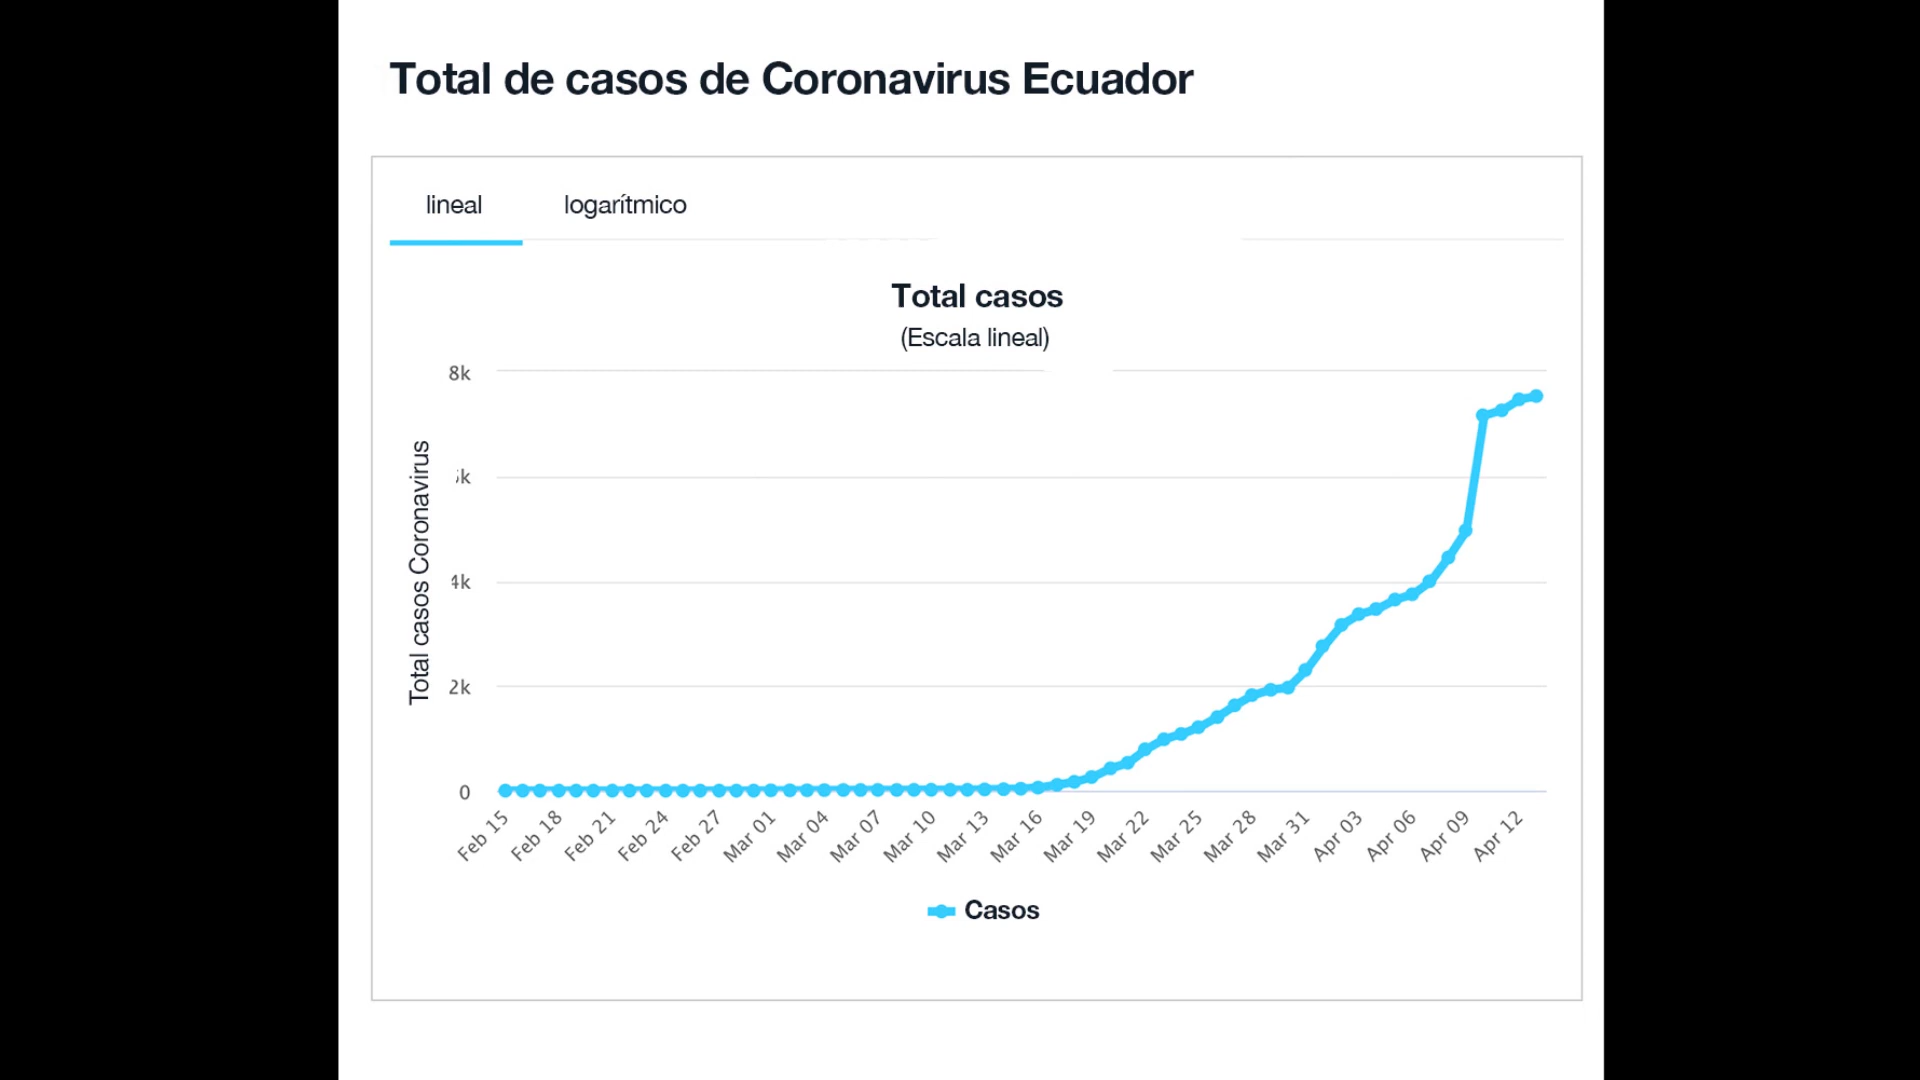 Total de casos de Coronavirus Ecuador
lineal
logarítmico
Total casos
(Escala lineal)
Total casos Coronavirus
8k
4k
2k
0
Feb 15
Feb 18
Feb 21
Feb 24
Feb 27
Mar 01
Mar 04
Mar 07
Mar 10
Mar 13
Mar 16
Mar 19
Mar 22
Mar 25
Mar 28
Mar 31
Apr 03
Apr 06
Apr 09
Apr 12
Casos